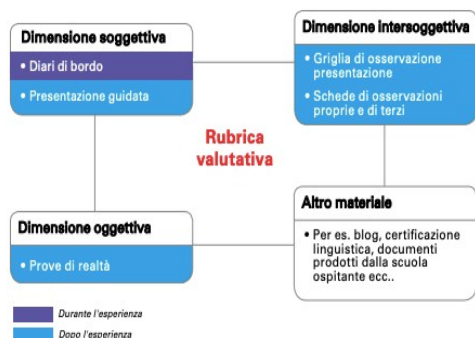 Dimensione soggettiva
• Diari di bordo
• Presentazione guidata
Dimensione intersoggettiva
• Griglia di osservazione
presentazione
• Schede di osservazioni
proprie e di terzi
Rubrica
valutativa
Dimensione oggettiva
• Prove di realtà
Altro materiale
• Per es. blog, certificazione
linguistica, documenti
prodotti dalla scuola
ospitante ecc..
Durante l'esperienza
Dopo l'esperienza